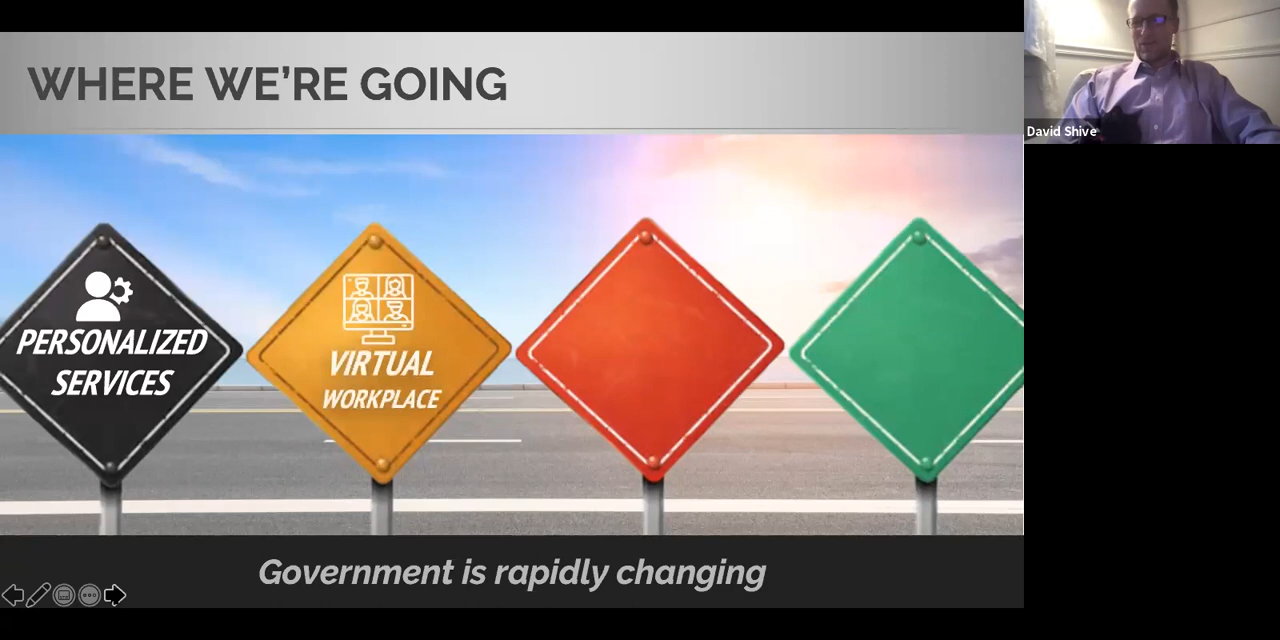 WHERE WE'RE GOING
David Shive
PERSONALIZED
SERVICES
VIRTUAL
WORKPLACE
Government is rapidly changing